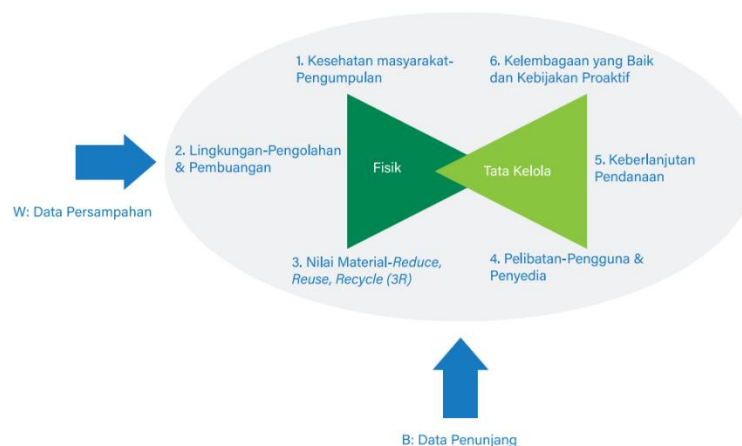 1. Kesehatan masyarakat-
Pengumpulan
6. Kelembagaan yang Baik
dan Kebijakan Proaktif
2. Lingkungan-Pengolahan
& Pembuangan
Fisik
Tata Kelola
5. Keberlanjutan
Pendanaan
W: Data Persampahan
3. Nilai Material-Reduce,
Reuse, Recycle (3R)
4. Pelibatan-Pengguna &
Penyedia
B: Data Penunjang